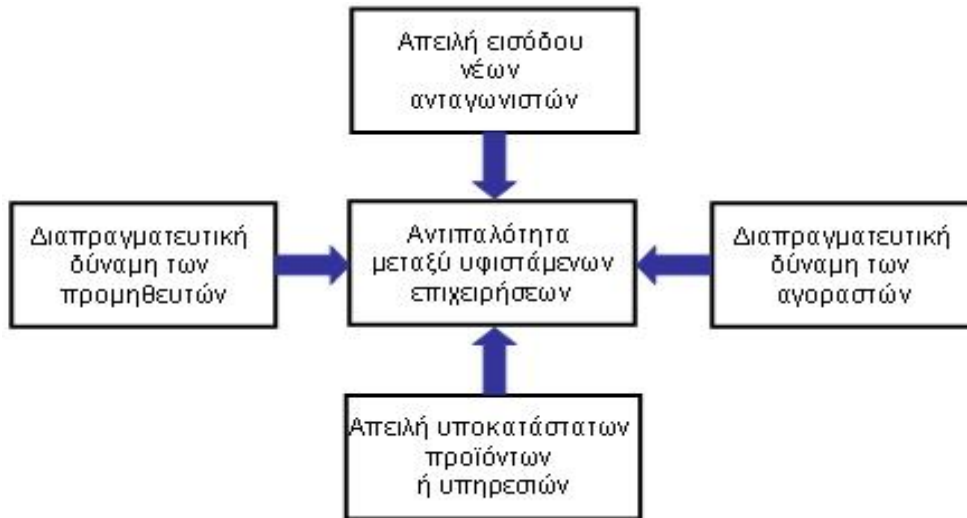 Απειλή εισόδου
νέων
ανταγωνιστών
Διαπραγματευτική
δύναμη των
προμηθευτών
Αντιπαλότητα
μεταξύ υφιστάμενων
επιχειρήσεων
Διαπραγματευτική
δύναμη των
αγοραστών
Απειλή υποκατάστατων
προϊόντων
ή υπηρεσιών